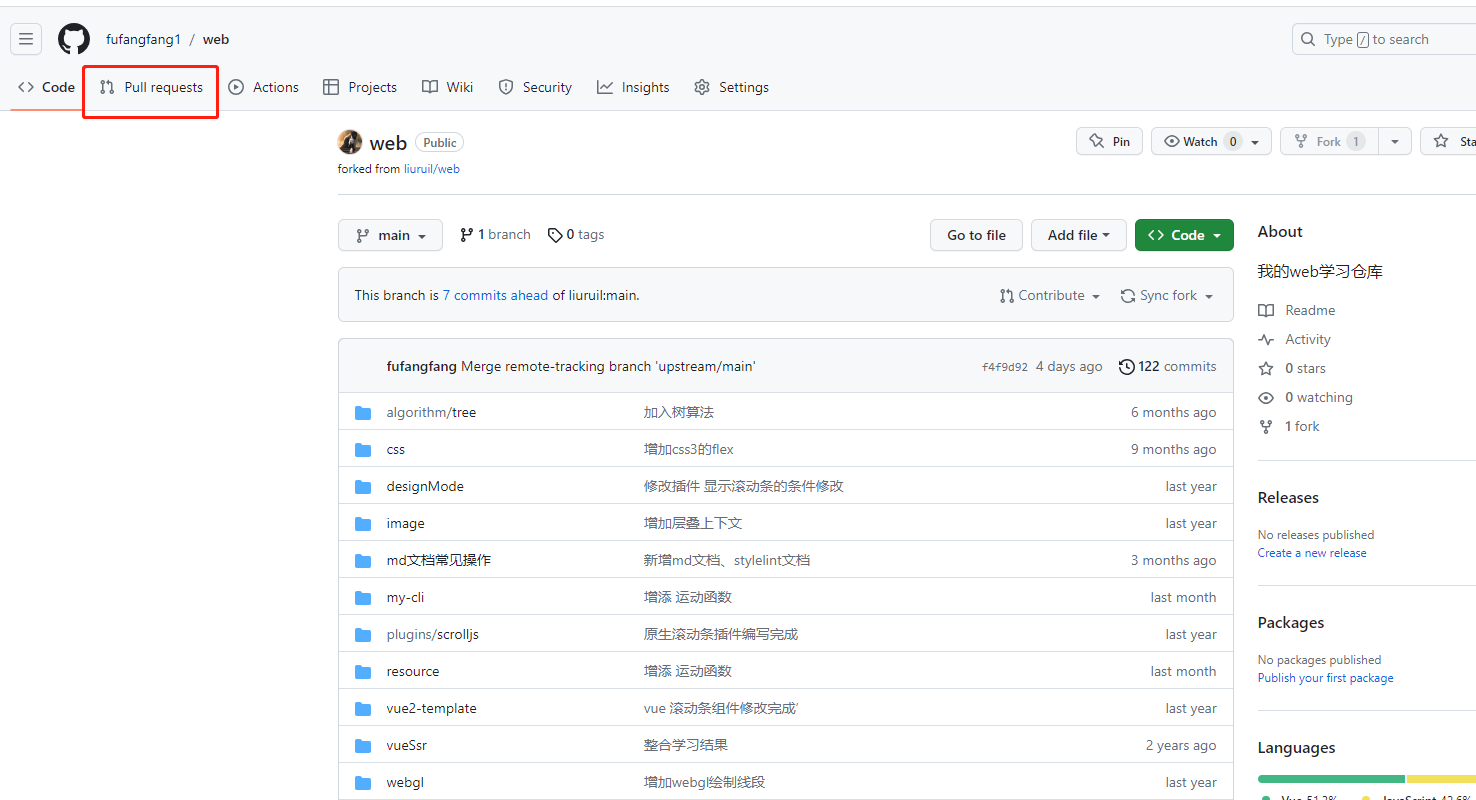 fufangfang1 / web
Type / to search
Code Pull requests Actions Projects Wiki Security Insights Settings
web Public
Pin Watch 0 Fork 1 Sta
forked from liuruil/web
main 1 branch 0 tags Go to file Add file Code
About
我的web学习仓库
This branch is 7 commits ahead of liuruil:main. Contribute Sync fork
Readme
Activity
0 stars
0 watching
1 fork
fufangfang Merge remote-tracking branch 'upstream/main' f4f9d92 4 days ago 122 commits
algorithm/tree 加入树算法 6 months ago
css 增加css3的flex 9 months ago
designMode 修改插件 显示滚动条的条件修改 last year
image 增加层叠上下文 last year
md文档常见操作 新增md文档、stylelint文档 3 months ago
my-cli 增添 运动函数 last month
plugins/scrolljs 原生滚动条插件编写完成 last year
resource 增添 运动函数 last month
vue2-template vue 滚动条组件修改完成' last year
vueSsr 整合学习结果 2 years ago
webgl 增加webgl绘制线段 last year
Releases
No releases published
Create a new release
Packages
No packages published
Publish your first package
Languages
Vue 51.2% JavaScript 42.6%